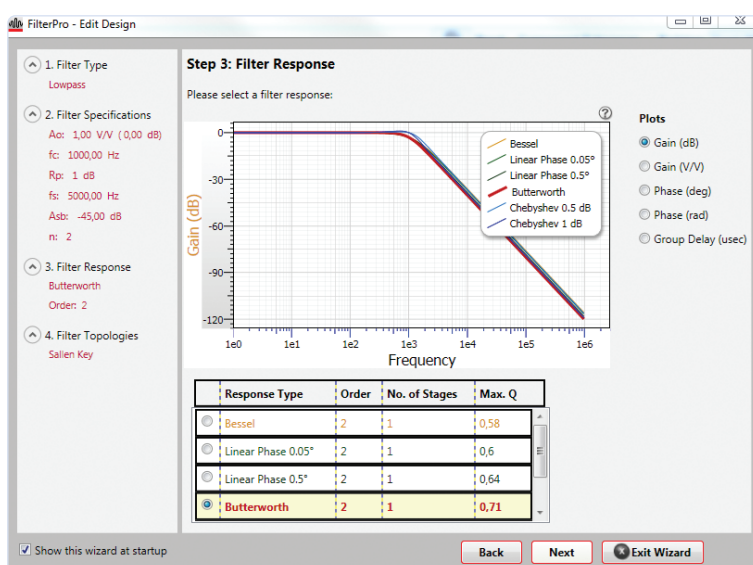 FilterPro - Edit Design
1. Filter Type
Lowpass
2. Filter Specifications
Ao: 1,00 V/V ( 0,00 dB)
fc: 1000,00 Hz
Rp: 1 dB
fs: 5000,00 Hz
Asb: -45,00 dB
n: 2
3. Filter Response
Butterworth
Order: 2
4. Filter Topologies
Sallen Key
Show this wizard at startup
Step 3: Filter Response
Please select a filter response:
?
Gain (dB)
0
-30
-60
-90
-120
Bessel
Linear Phase 0.05°
Linear Phase 0.5°
Butterworth
Chebyshev 0.5 dB
Chebyshev 1 dB
1e0 1e1 1e2 1e3 1e4 1e5 1e6
Frequency
Plots
Gain (dB)
Gain (V/V)
Phase (deg)
Phase (rad)
Group Delay (usec)
Response Type Order No. of Stages Max. Q
Bessel 2 1 0,58
Linear Phase 0.05° 2 1 0,6
Linear Phase 0.5° 2 1 0,64
Butterworth 2 1 0,71
Back Next Exit Wizard